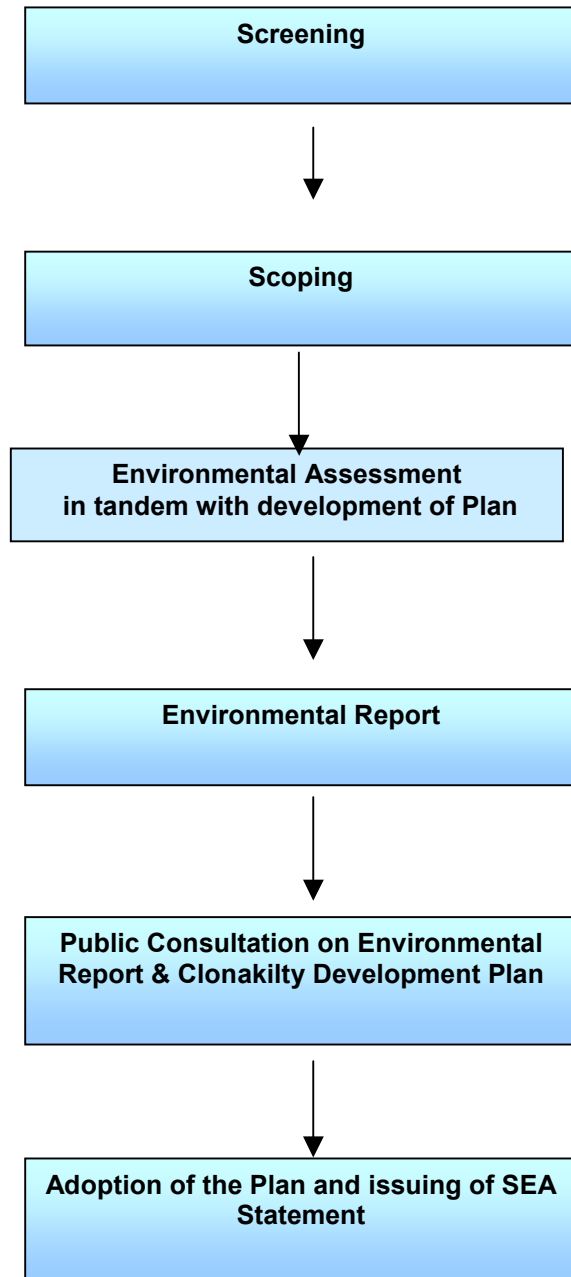 Screening
Scoping
Environmental Assessment
in tandem with development of Plan
Environmental Report
Public Consultation on Environmental
Report & Clonakilty Development Plan
Adoption of the Plan and issuing of SEA
Statement